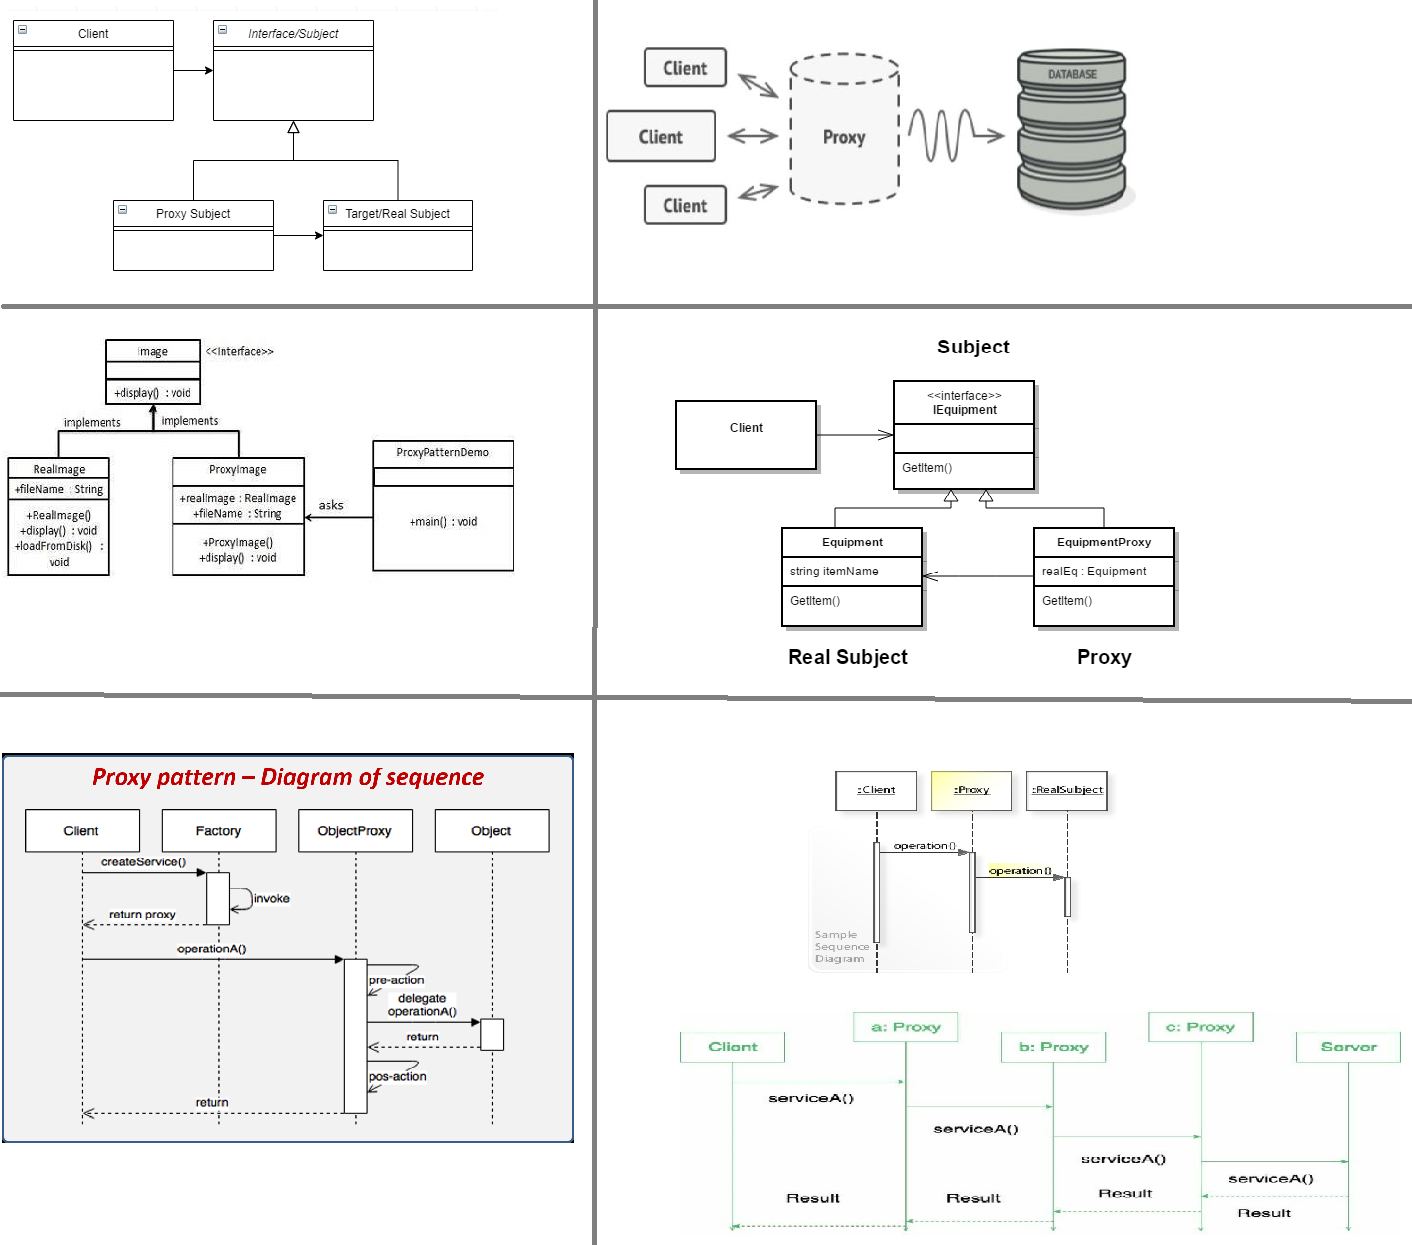 Client
Interface/Subject
Proxy Subject
Target/Real Subject
Client
Client
Client
Proxy
DATABASE
Image
<<Interface>>
+display() : void
implements
implements
RealImage
+fileName : String
+RealImage()
+display() : void
+loadFromDisk() :
void
ProxyImage
+realImage : RealImage
+fileName : String
+ProxyImage()
+display() : void
asks
ProxyPatternDemo
+main() : void
Subject
Client
<<interface>>
IEquipment
GetItem()
Equipment
string itemName
GetItem()
EquipmentProxy
realEq : Equipment
GetItem()
Real Subject
Proxy
Proxy pattern – Diagram of sequence
Client
Factory
ObjectProxy
Object
createService()
invoke
return proxy
operationA()
pre-action
delegate
operationA()
return
pos-action
return
:Client
:Proxy
:RealSubject
operation()
operation()
Sample
Sequence
Diagram
Client
a: Proxy
b: Proxy
c: Proxy
Server
serviceA()
serviceA()
serviceA()
serviceA()
Result
Result
Result
Result